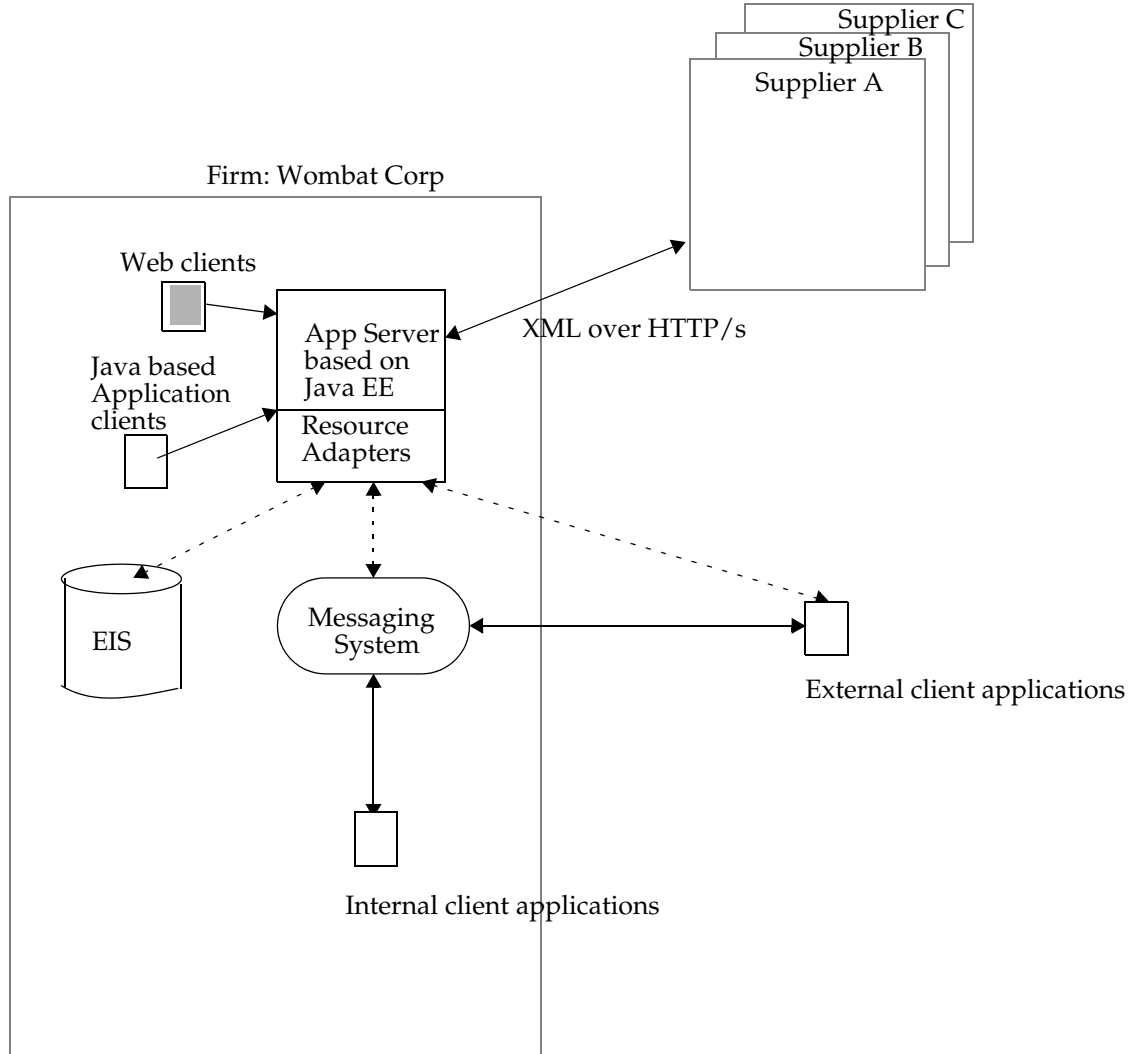 Supplier C
Supplier B
Supplier A
Firm: Wombat Corp
Web clients
App Server
based on
Java EE
XML over HTTP/s
Java based
Application
clients
Resource
Adapters
Messaging
System
EIS
External client applications
Internal client applications